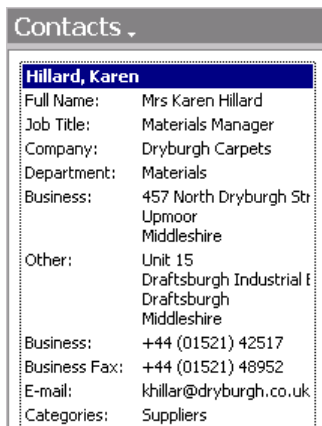 Contacts
Hillard, Karen
Full Name: Mrs Karen Hillard
Job Title: Materials Manager
Company: Dryburgh Carpets
Department: Materials
Business: 457 North Dryburgh Str
Upmoor
Middleshire
Other: Unit 15
Draftsburgh Industrial E
Draftsburgh
Middleshire
Business: +44 (01521) 42517
Business Fax: +44 (01521) 48952
E-mail: khillar@dryburgh.co.uk
Categories: Suppliers